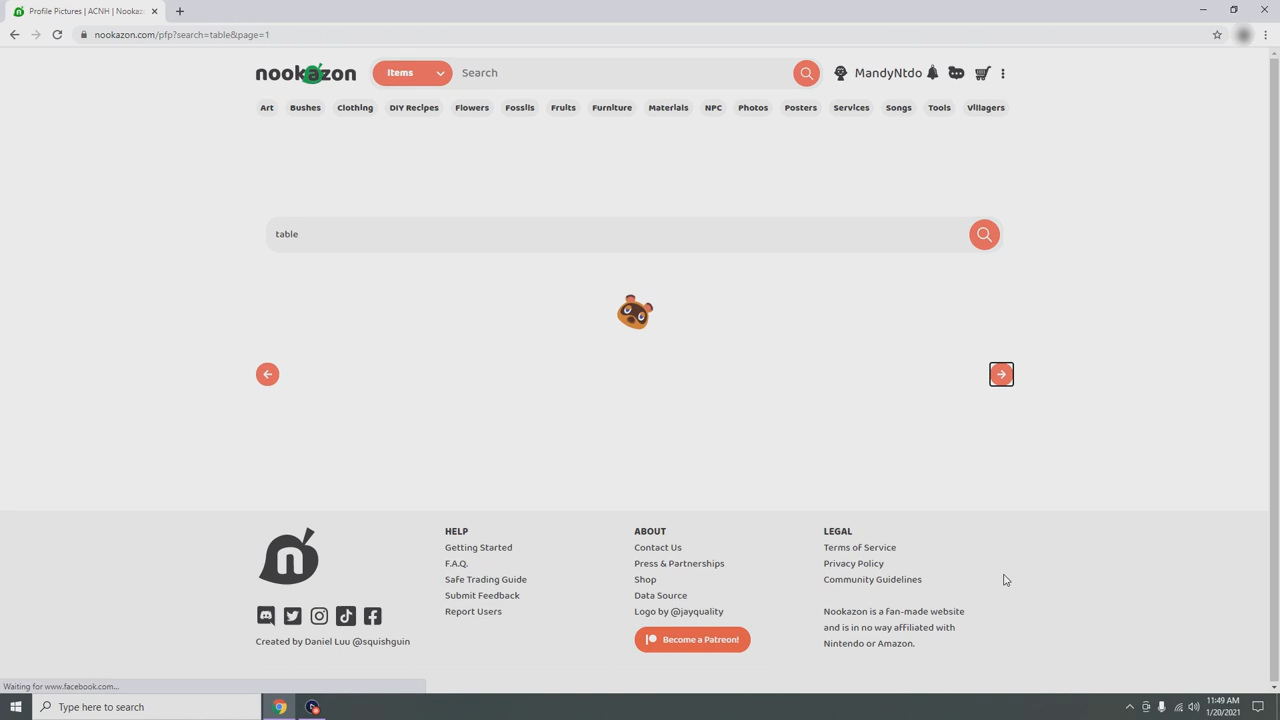 Profile Pictures | ACNH | Nooka
nookazon.com/pfp?search=table&page=1
nookazon
Items
Search
MandyNtdo
Art
Bushes
Clothing
DIY Recipes
Flowers
Fossils
Fruits
Furniture
Materials
NPC
Photos
Posters
Services
Songs
Tools
Villagers
table
n
HELP
Getting Started
F.A.Q.
Safe Trading Guide
Submit Feedback
Report Users
ABOUT
Contact Us
Press & Partnerships
Shop
Data Source
Logo by @jayquality
Become a Patreon!
LEGAL
Terms of Service
Privacy Policy
Community Guidelines
Nookazon is a fan-made website
and is in no way affiliated with
Nintendo or Amazon.
Created by Daniel Luu @squishguin
Waiting for www.facebook.com...
Type here to search
11:49 AM
1/20/2021